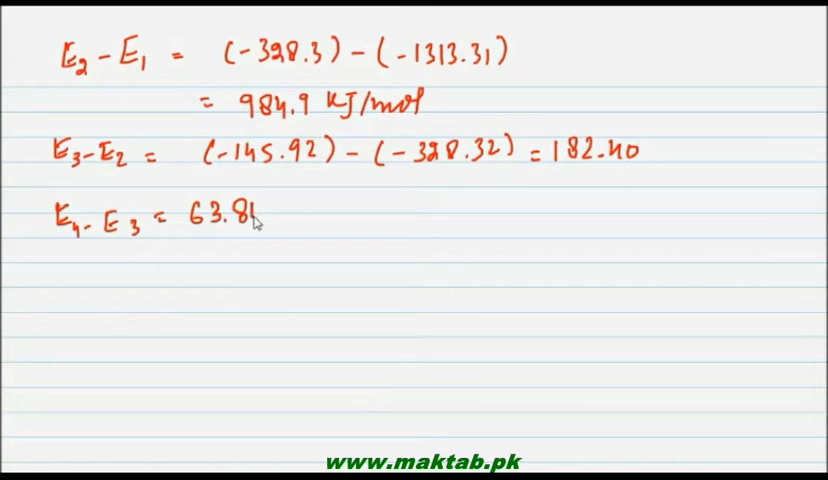 E₂ - E₁ = (-328.3) - (-1313.31)
= 984.9 KJ/mol
E₃ - E₂ = (-145.92) - (-328.32) = 182.40
E₄ - E₃ = 63.8
www.maktab.pk